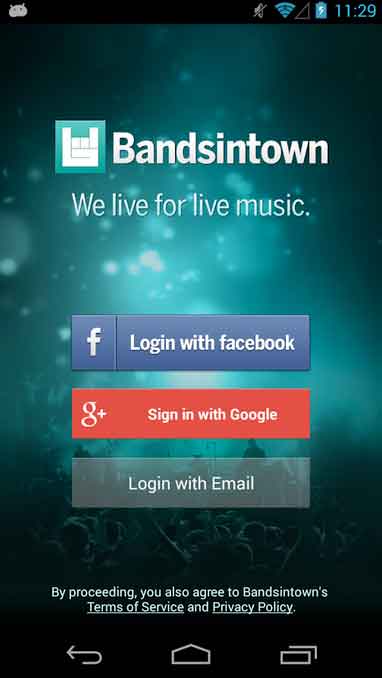 11:29
Bandsintown
We live for live music.
f Login with facebook
g+ Sign in with Google
Login with Email
By proceeding, you also agree to Bandsintown's
Terms of Service and Privacy Policy.